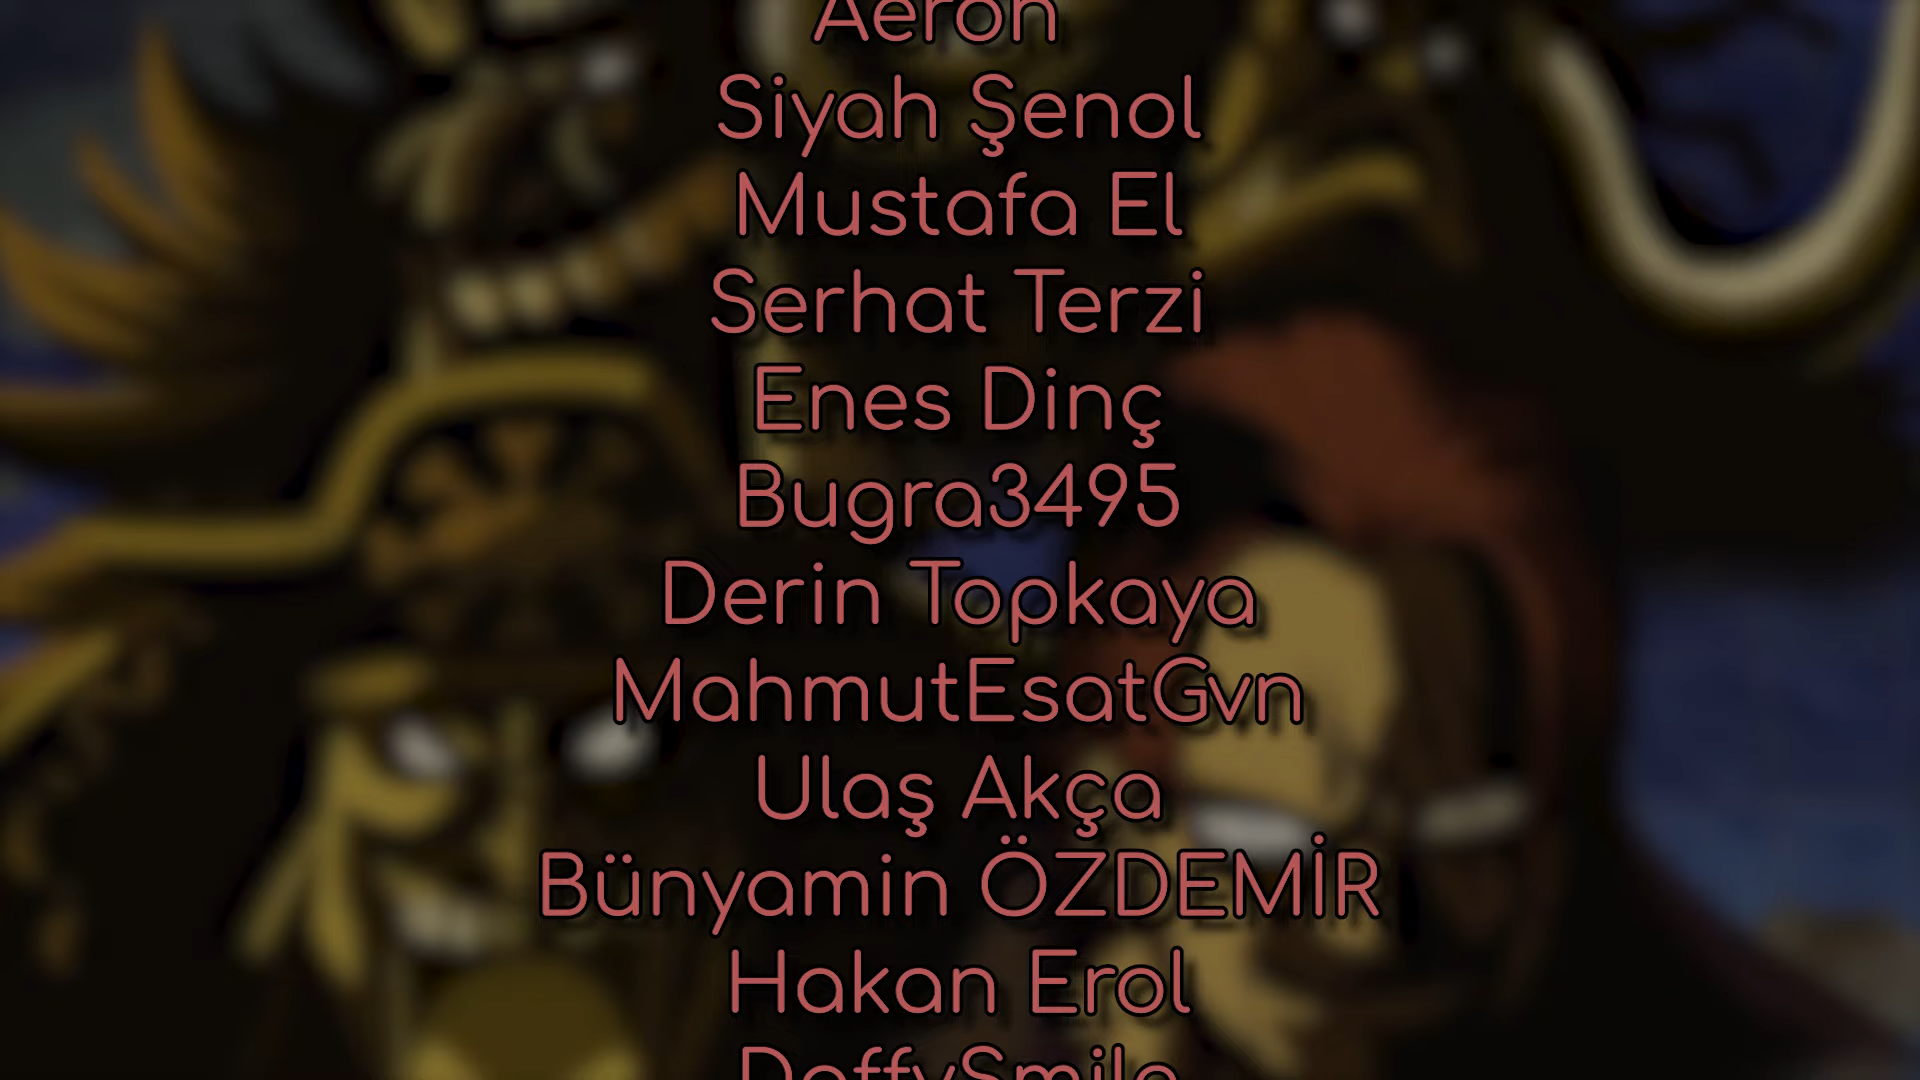 Aeron
Siyah Şenol
Mustafa El
Serhat Terzi
Enes Dinç
Bugra3495
Derin Topkaya
MahmutEsatGvn
Ulaş Akça
Bünyamin ÖZDEMİR
Hakan Erol
DaffySmile